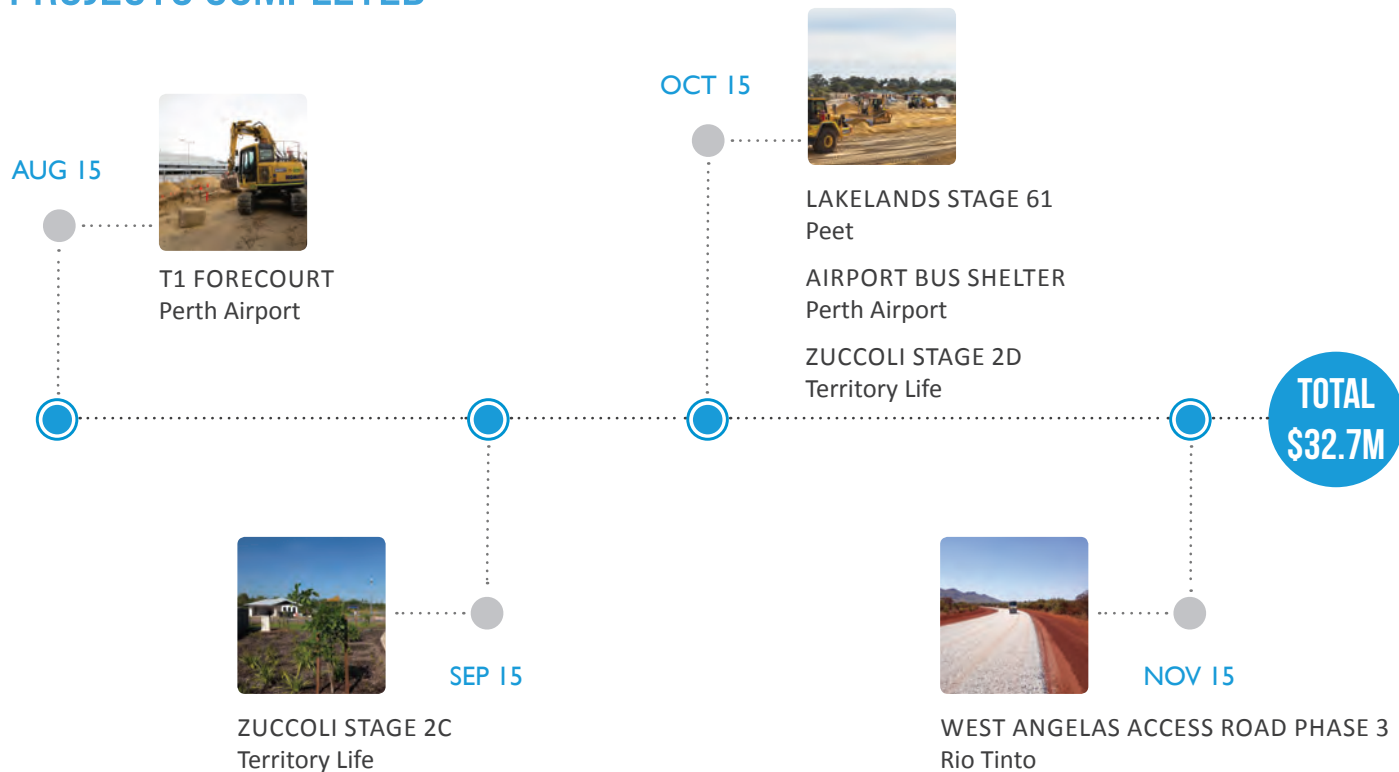 PROJECTS COMPLETED
AUG 15
T1 FORECOURT
Perth Airport
OCT 15
LAKELANDS STAGE 61
Peet
AIRPORT BUS SHELTER
Perth Airport
ZUCCOLI STAGE 2D
Territory Life
TOTAL
$32.7M
SEP 15
ZUCCOLI STAGE 2C
Territory Life
NOV 15
WEST ANGELAS ACCESS ROAD PHASE 3
Rio Tinto